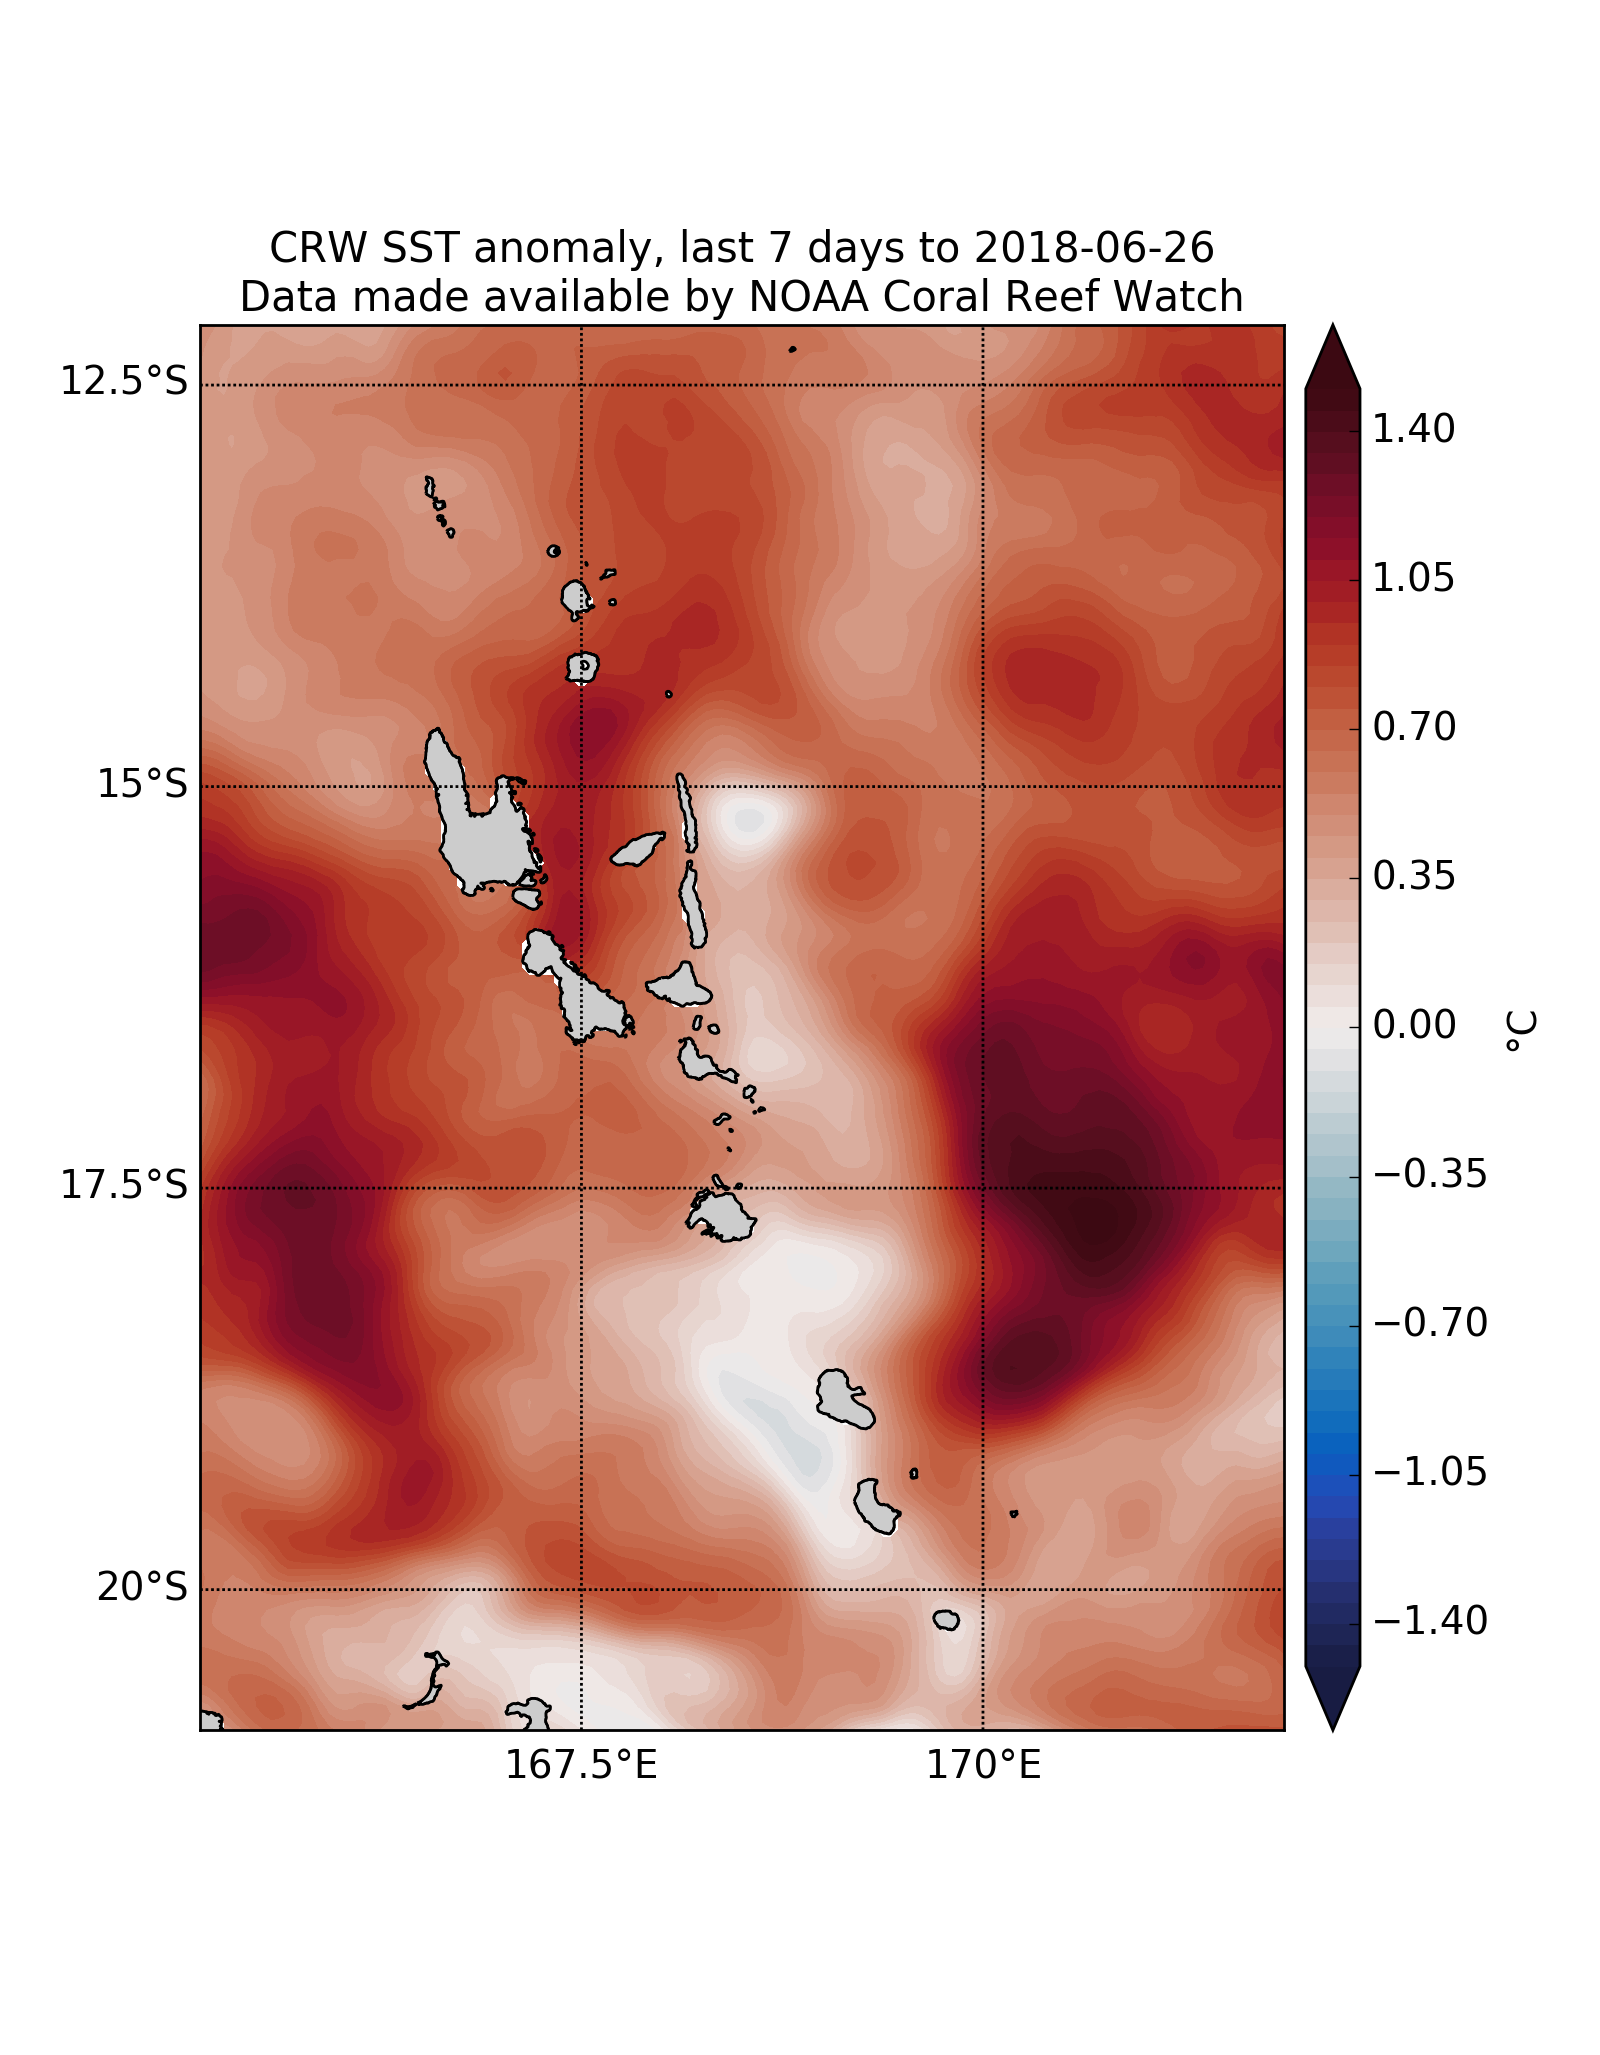 CRW SST anomaly, last 7 days to 2018-06-26
Data made available by NOAA Coral Reef Watch
12.5°S
15°S
17.5°S
20°S
167.5°E
170°E
1.40
1.05
0.70
0.35
0.00
−0.35
−0.70
−1.05
−1.40
°C